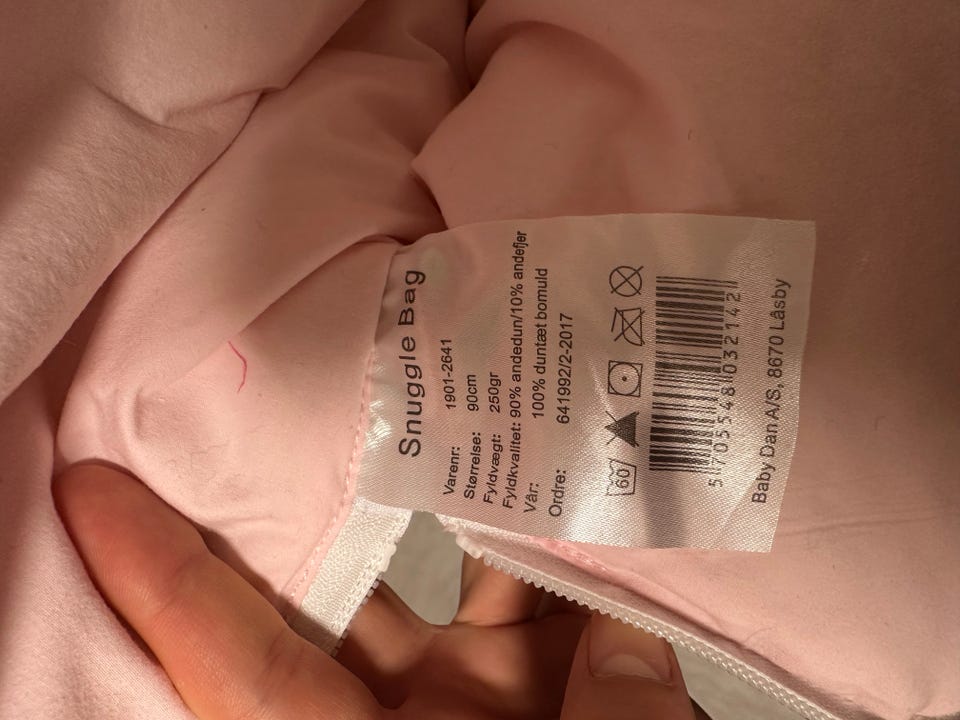 Snuggle Bag
Varenr: 1901-2641
Størrelse: 90cm
Fyldvægt: 250gr
Fyldkvalitet: 90% andedun/10% andefjer
Vår: 100% duntæt bomuld
Ordre: 641992/2-2017
60
5 705548 032142
Baby Dan A/S, 8670 Låsby